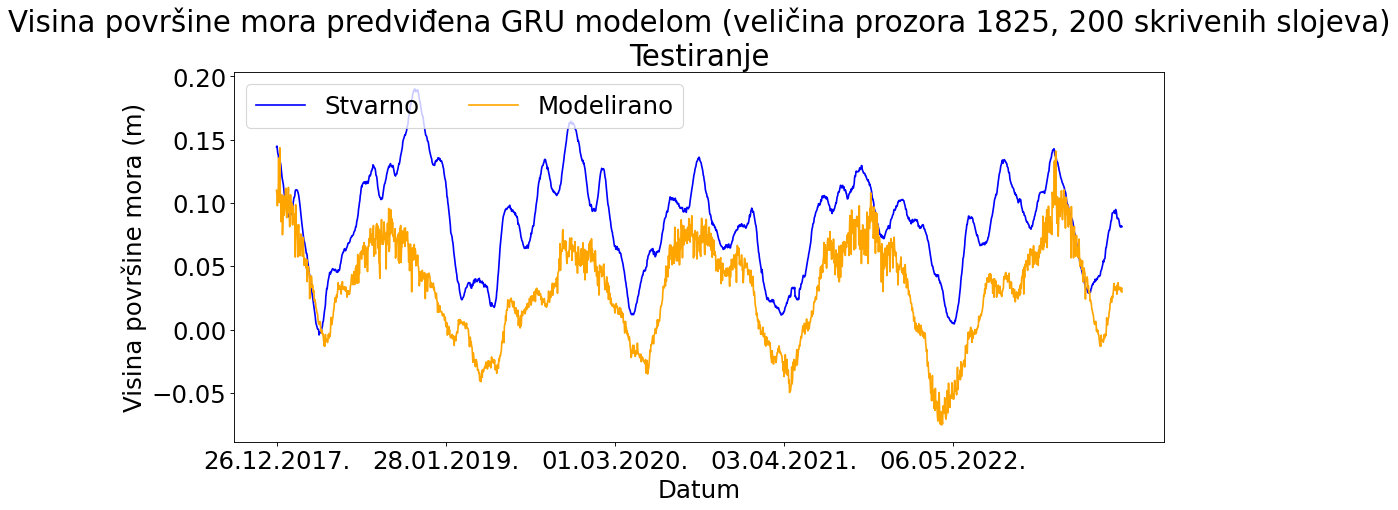 Visina površine mora predviđena GRU modelom (veličina prozora 1825, 200 skrivenih slojeva)
Testiranje
Stvarno
Modelirano
Visina površine mora (m)
0.20
0.15
0.10
0.05
0.00
−0.05
26.12.2017.
28.01.2019.
01.03.2020.
03.04.2021.
06.05.2022.
Datum